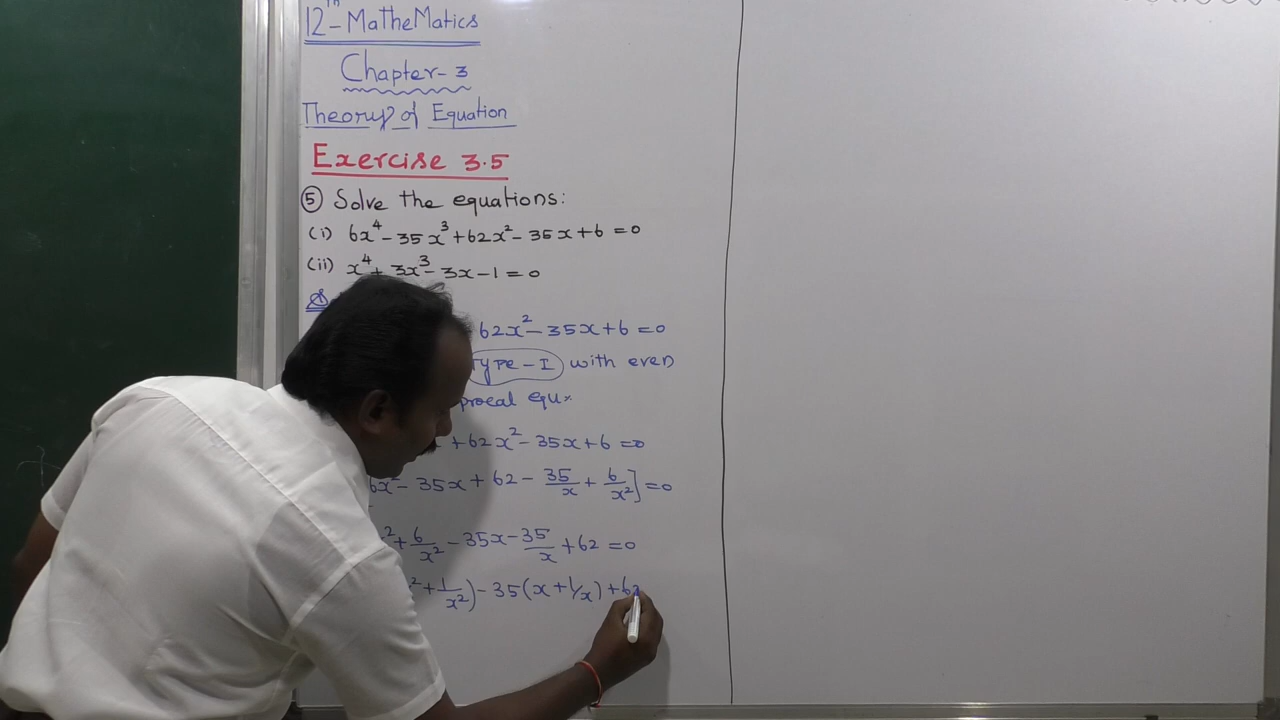 12th-MatheMatics
Chapter-3
Theory of Equation
Exercise 3.5
⑤ Solve the equations:
(i) 6x⁴ - 35x³ + 62x² - 35x + 6 = 0
(ii) x⁴ + 3x³ - 3x - 1 = 0
62x² - 35x + 6 = 0
Type-I with even
procal equ.
+ 62x² - 35x + 6 = 0
6x² - 35x + 62 - 35/x + 6/x²] = 0
² + 6/x² - 35x - 35/x + 62 = 0
² + 1/x²) - 35(x + 1/x) + 62